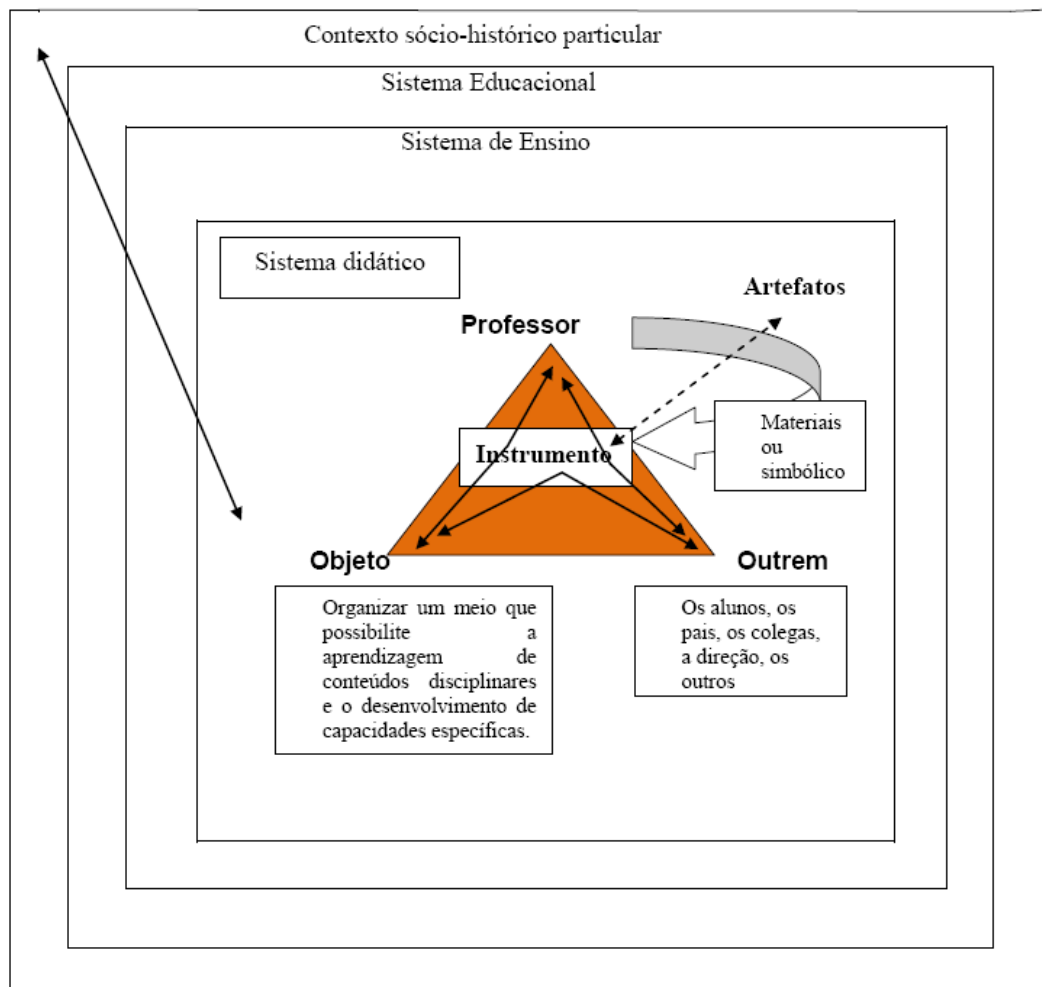 Contexto sócio-histórico particular
Sistema Educacional
Sistema de Ensino
Sistema didático
Artefatos
Professor
Materiais
ou
simbólico
Instrumento
Objeto
Outrem
Organizar um meio que
possibilite a
aprendizagem de
conteúdos disciplinares
e o desenvolvimento de
capacidades específicas.
Os alunos, os
pais, os colegas,
a direção, os
outros